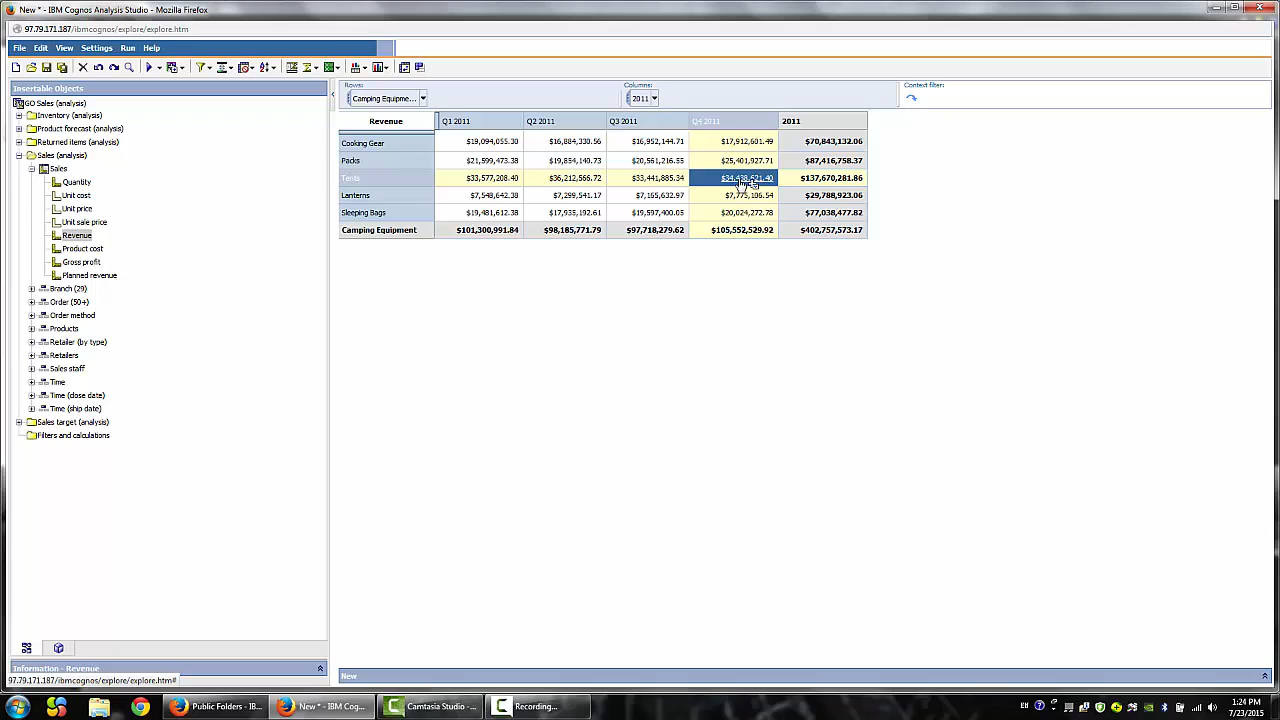 New * - IBM Cognos Analysis Studio - Mozilla Firefox
97.79.171.187/ibmcognos/explore/explore.htm
File Edit View Settings Run Help
Insertable Objects
GO Sales (analysis)
Inventory (analysis)
Product forecast (analysis)
Returned items (analysis)
Sales (analysis)
Sales
Quantity
Unit cost
Unit price
Unit sale price
Revenue
Product cost
Gross profit
Planned revenue
Branch (29)
Order (50+)
Order method
Products
Retailer (by type)
Retailers
Sales staff
Time
Time (close date)
Time (ship date)
Sales target (analysis)
Filters and calculations
Information - Revenue
97.79.171.187/ibmcognos/explore/explore.htm#
Rows: Columns: Context filter:
Camping Equipme... 2011
Revenue Q1 2011 Q2 2011 Q3 2011 Q4 2011 2011
Cooking Gear $19,094,055.30 $16,884,330.56 $16,952,144.71 $17,912,601.49 $70,843,132.06
Packs $21,599,473.38 $19,854,140.73 $20,561,216.55 $25,401,927.71 $87,416,758.37
Tents $33,577,208.40 $36,212,566.72 $33,441,885.34 $34,438,621.40 $137,670,281.86
Lanterns $7,548,642.38 $7,299,541.17 $7,165,632.97 $7,775,106.54 $29,788,923.06
Sleeping Bags $19,481,612.38 $17,935,192.61 $19,597,400.05 $20,024,272.78 $77,038,477.82
Camping Equipment $101,300,991.84 $98,185,771.79 $97,718,279.62 $105,552,529.92 $402,757,573.17
New
Public Folders - IB... New * - IBM Cog... Camtasia Studio - ... Recording...
1:24 PM
7/23/2015